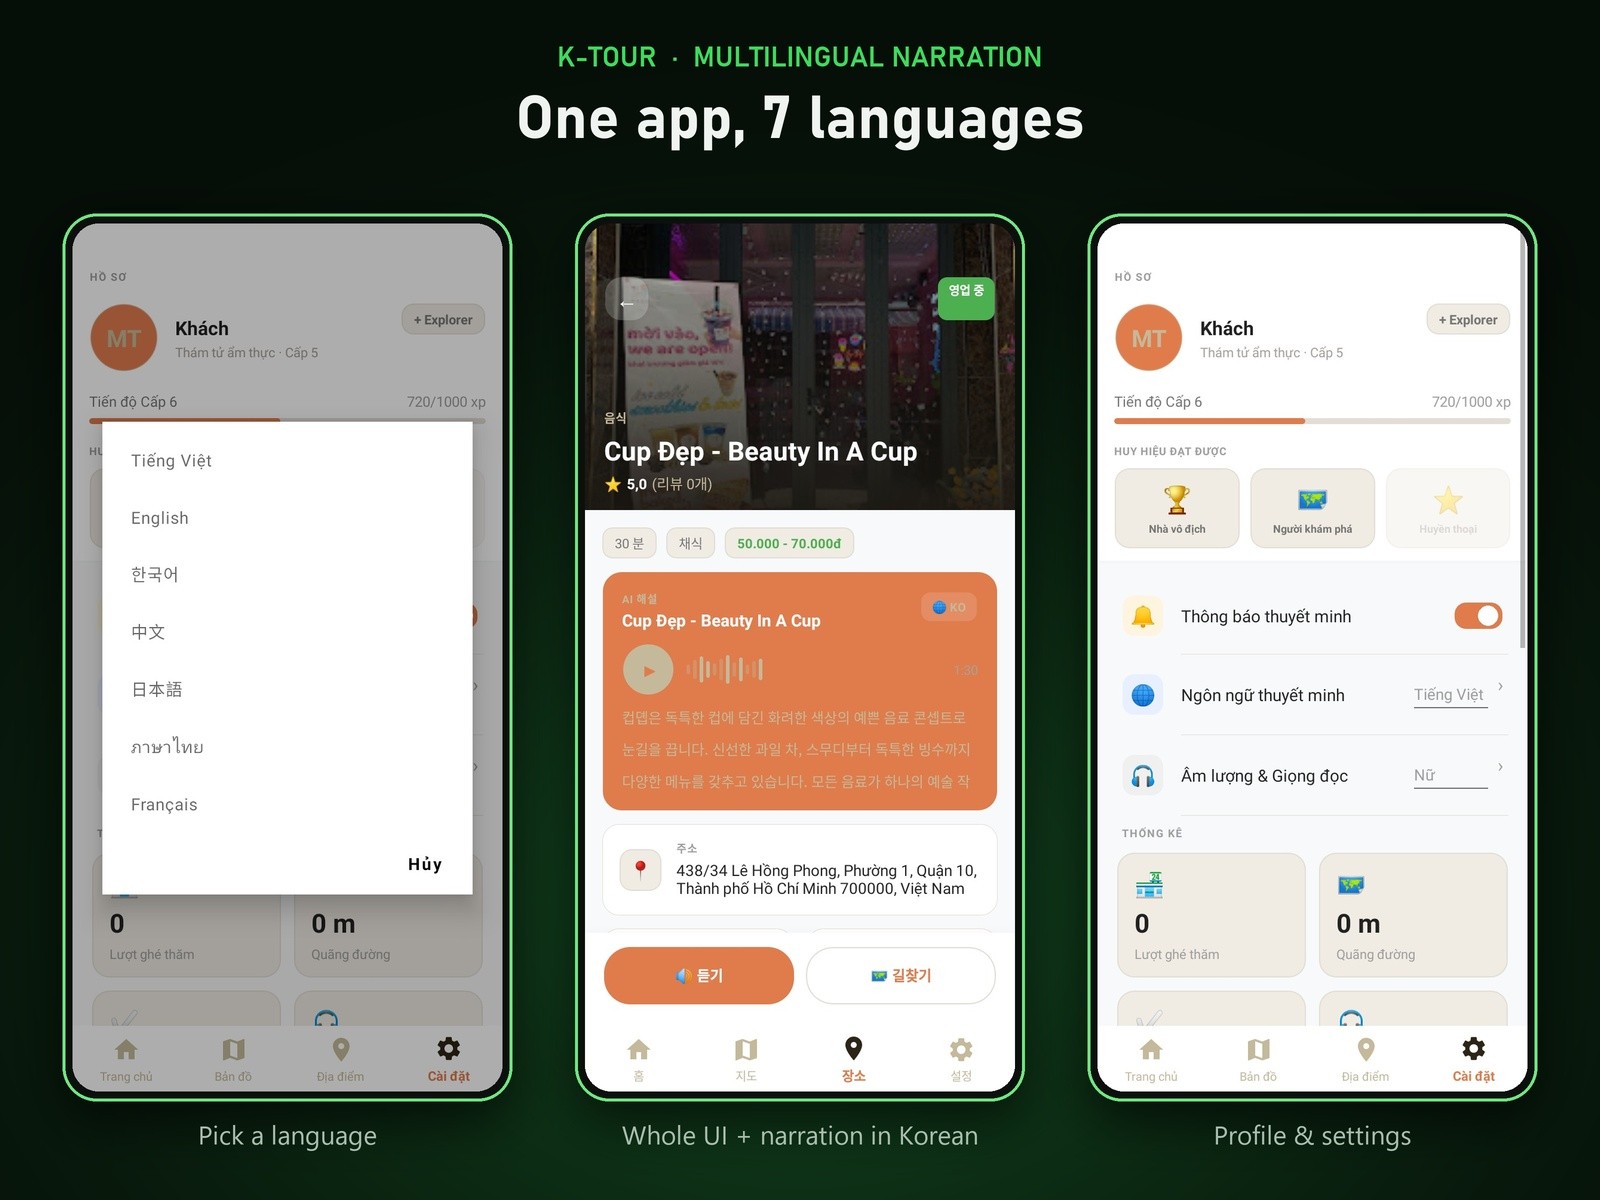 K-TOUR · MULTILINGUAL NARRATION
One app, 7 languages
HỒ SƠ
MT
Khách
Thám tử ẩm thực · Cấp 5
+ Explorer
Tiến độ Cấp 6
720/1000 xp
Tiếng Việt
English
한국어
中文
日本語
ภาษาไทย
Français
Hủy
0
Lượt ghé thăm
0 m
Quãng đường
Trang chủ
Bản đồ
Địa điểm
Cài đặt
Pick a language
←
영업 중
mời vào,
we are open!
음식
Cup Đẹp - Beauty In A Cup
5,0 (리뷰 0개)
30 분
채식
50.000 - 70.000đ
AI 해설
Cup Đẹp - Beauty In A Cup
KO
1:30
컵뎁은 독특한 컵에 담긴 화려한 색상의 예쁜 음료 콘셉트로
눈길을 끕니다. 신선한 과일 차, 스무디부터 독특한 빙수까지
다양한 메뉴를 갖추고 있습니다. 모든 음료가 하나의 예술 작
주소
438/34 Lê Hồng Phong, Phường 1, Quận 10,
Thành phố Hồ Chí Minh 700000, Việt Nam
듣기
길찾기
홈
지도
장소
설정
Whole UI + narration in Korean
HỒ SƠ
MT
Khách
Thám tử ẩm thực · Cấp 5
+ Explorer
Tiến độ Cấp 6
720/1000 xp
HUY HIỆU ĐẠT ĐƯỢC
Nhà vô địch
Người khám phá
Huyền thoại
Thông báo thuyết minh
Ngôn ngữ thuyết minh
Tiếng Việt
Âm lượng & Giọng đọc
Nữ
THỐNG KÊ
0
Lượt ghé thăm
0 m
Quãng đường
Trang chủ
Bản đồ
Địa điểm
Cài đặt
Profile & settings